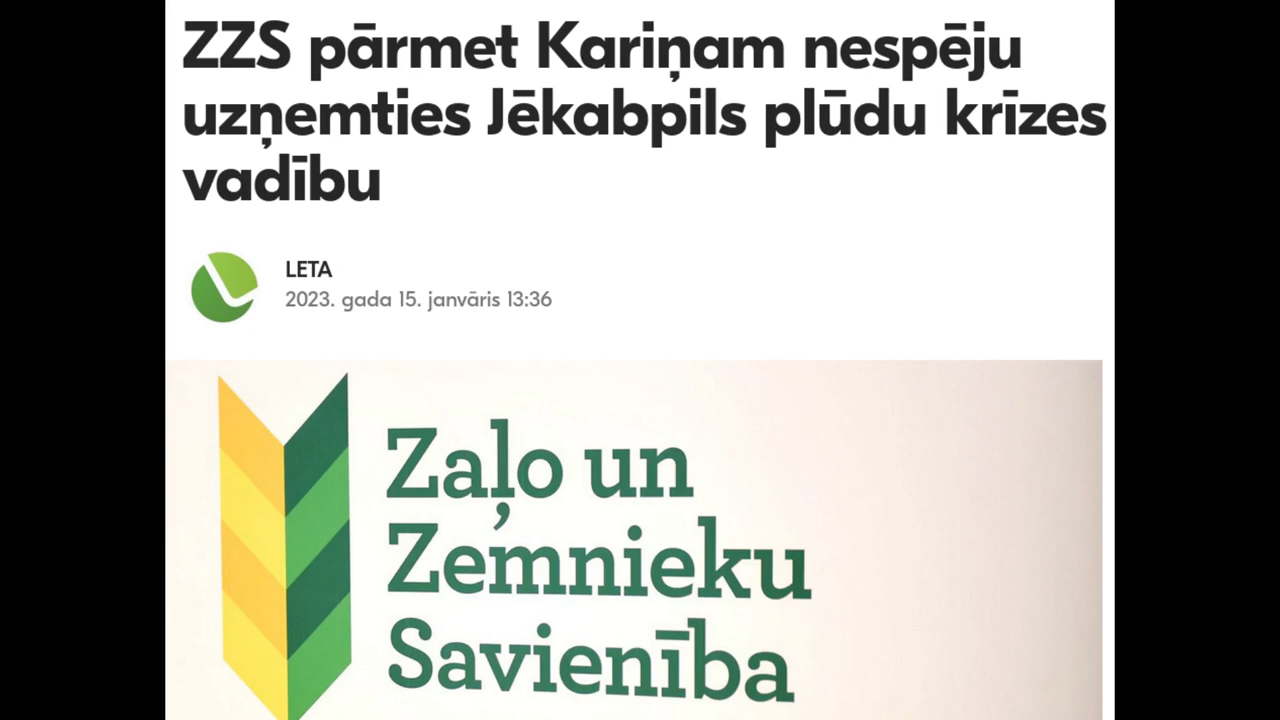 ZZS pārmet Kariņam nespēju
uzņemties Jēkabpils plūdu krīzes
vadību
LETA
2023. gada 15. janvāris 13:36
Zaļo un
Zemnieku
Savienība